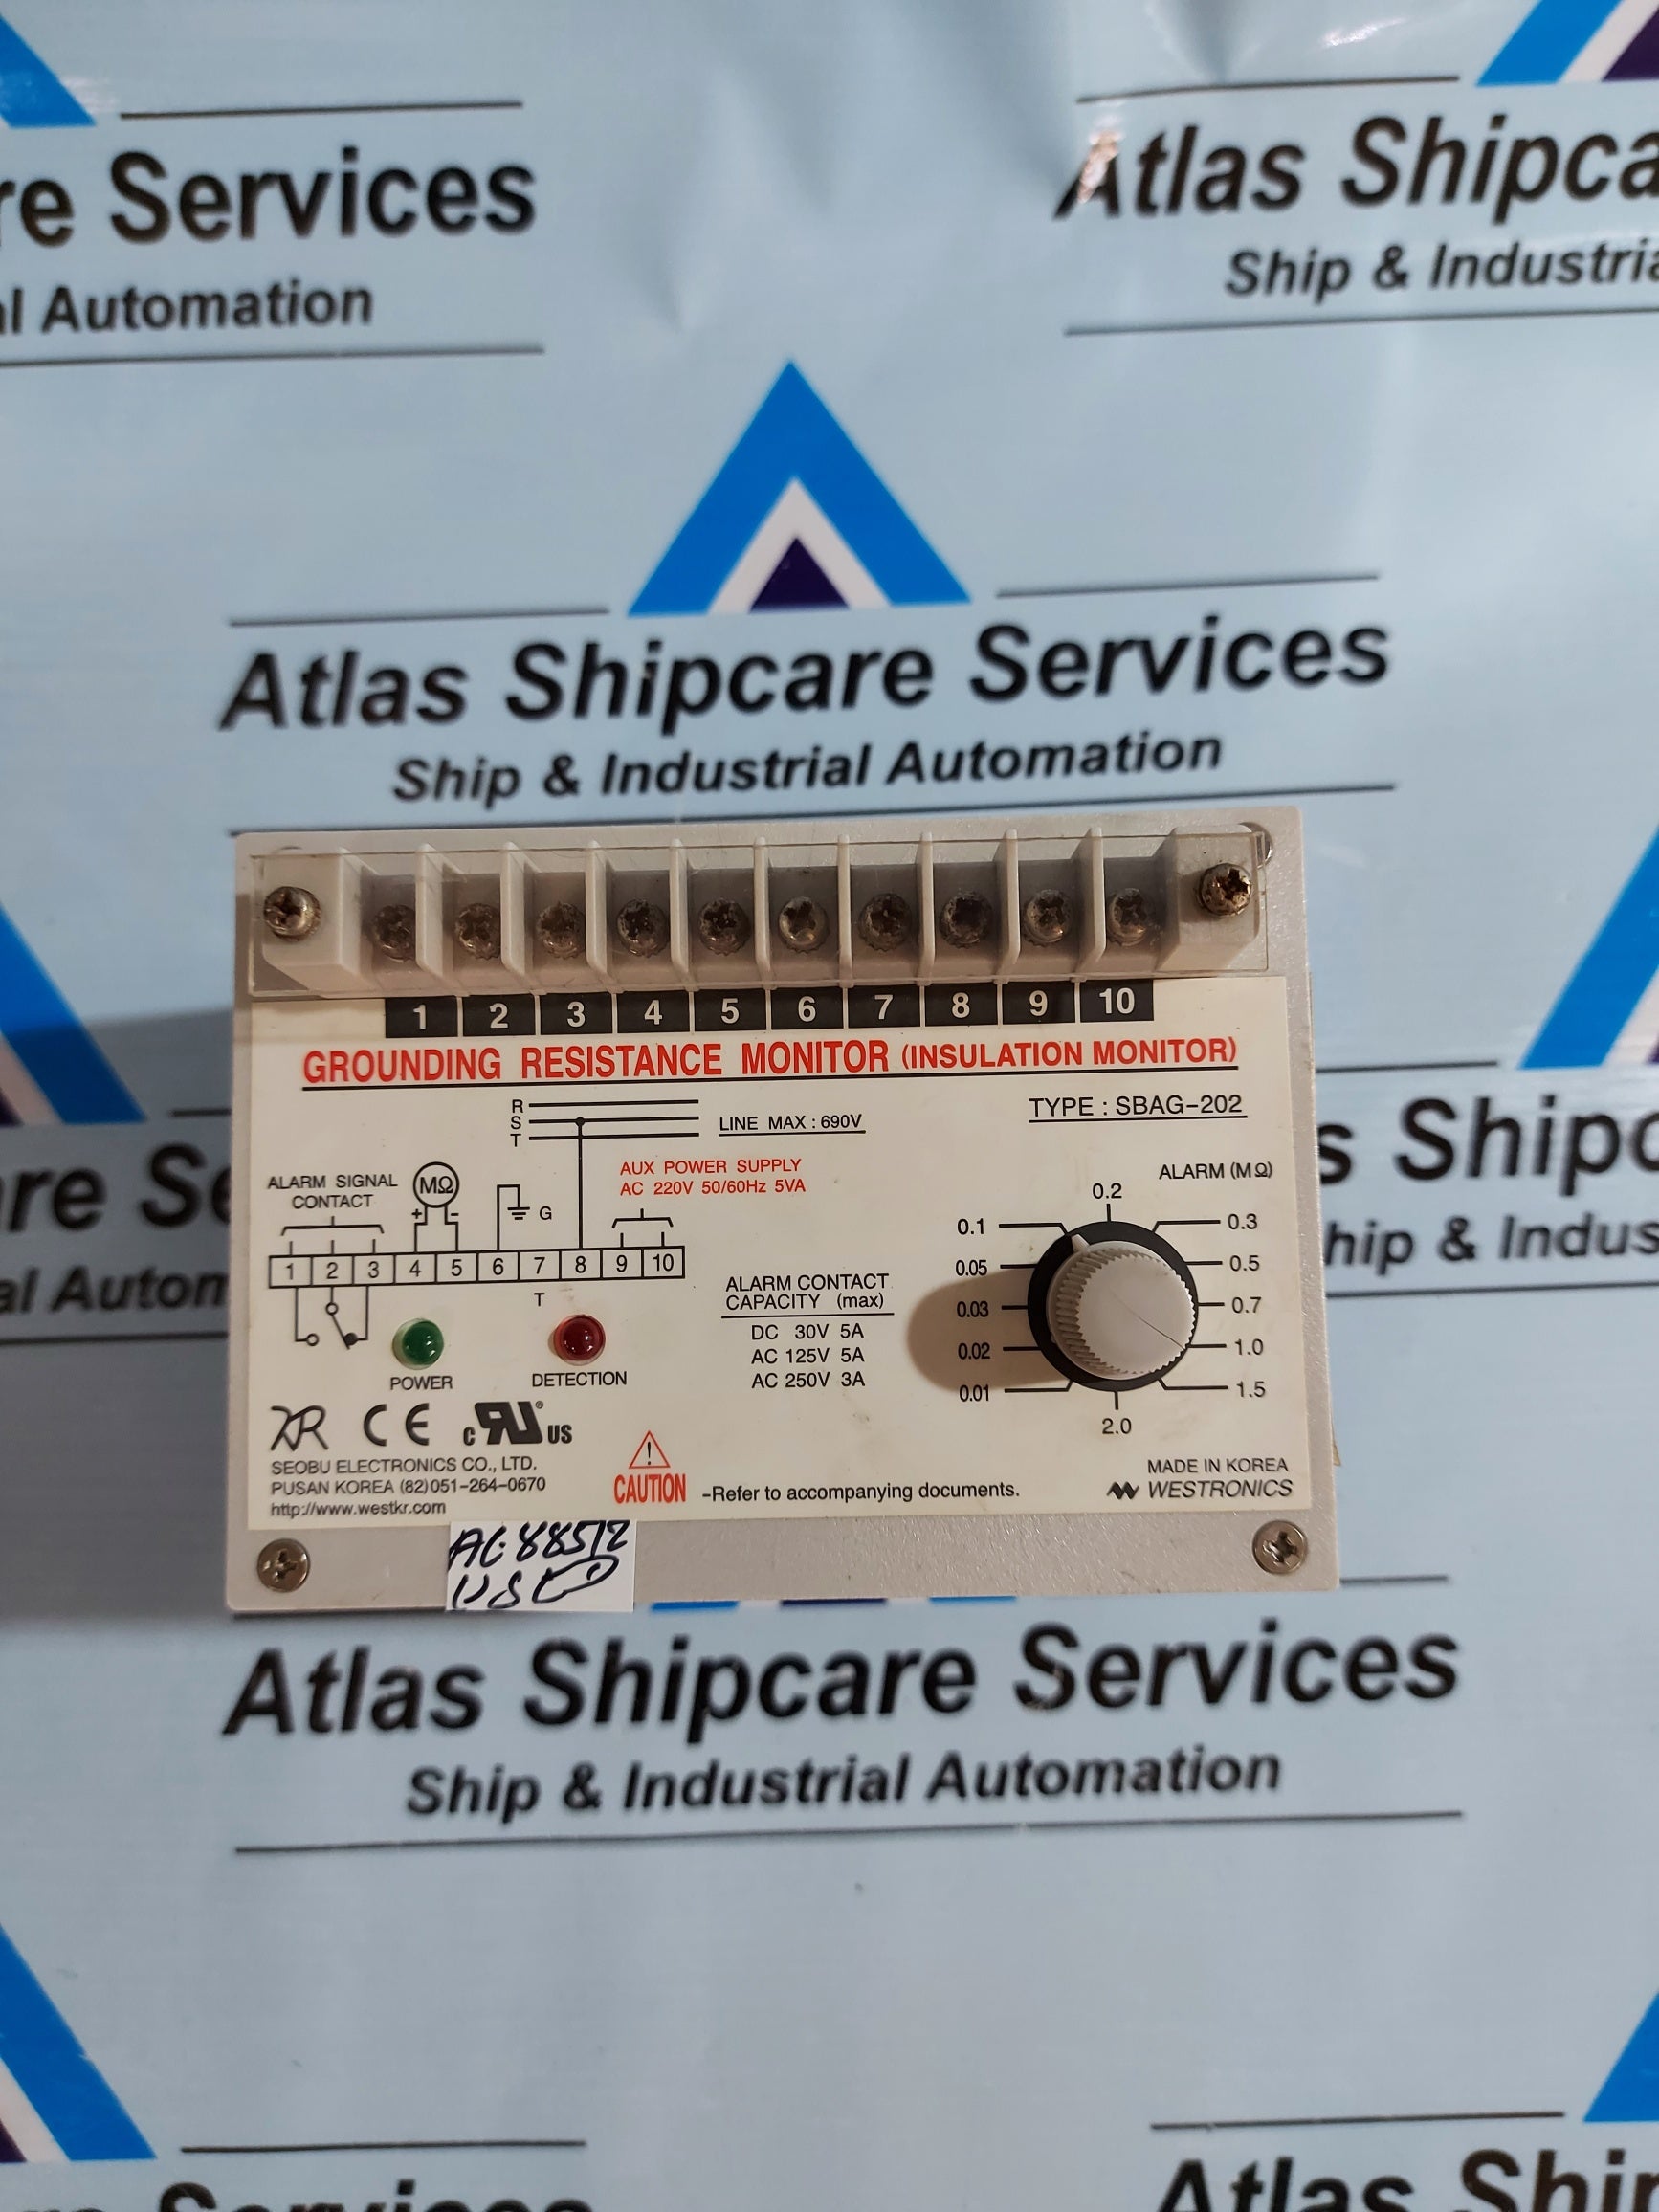 re Services
al Automation
Atlas Shipca
Ship & Industria
Atlas Shipcare Services
Ship & Industrial Automation
1 2 3 4 5 6 7 8 9 10
GROUNDING RESISTANCE MONITOR (INSULATION MONITOR)
R
S
T
LINE MAX : 690V
TYPE : SBAG-202
AUX POWER SUPPLY
AC 220V 50/60Hz 5VA
ALARM SIGNAL
CONTACT
MΩ
+ -
G
1 2 3 4 5 6 7 8 9 10
T
POWER
DETECTION
ALARM CONTACT
CAPACITY (max)
DC 30V 5A
AC 125V 5A
AC 250V 3A
ALARM (MΩ)
0.2
0.1
0.3
0.05
0.5
0.03
0.7
0.02
1.0
0.01
1.5
2.0
CE
c RU ® US
SEOBU ELECTRONICS CO., LTD.
PUSAN KOREA (82)051-264-0670
http://www.westkr.com
! CAUTION -Refer to accompanying documents.
MADE IN KOREA
WESTRONICS
are Se
al Autom
s Shipc
hip & Indus
Atlas Shipcare Services
Ship & Industrial Automation
re Services
Atlas Ship